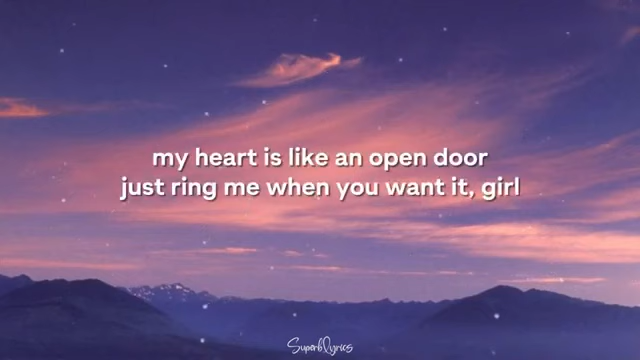 my heart is like an open door
just ring me when you want it, girl
Superblyrics